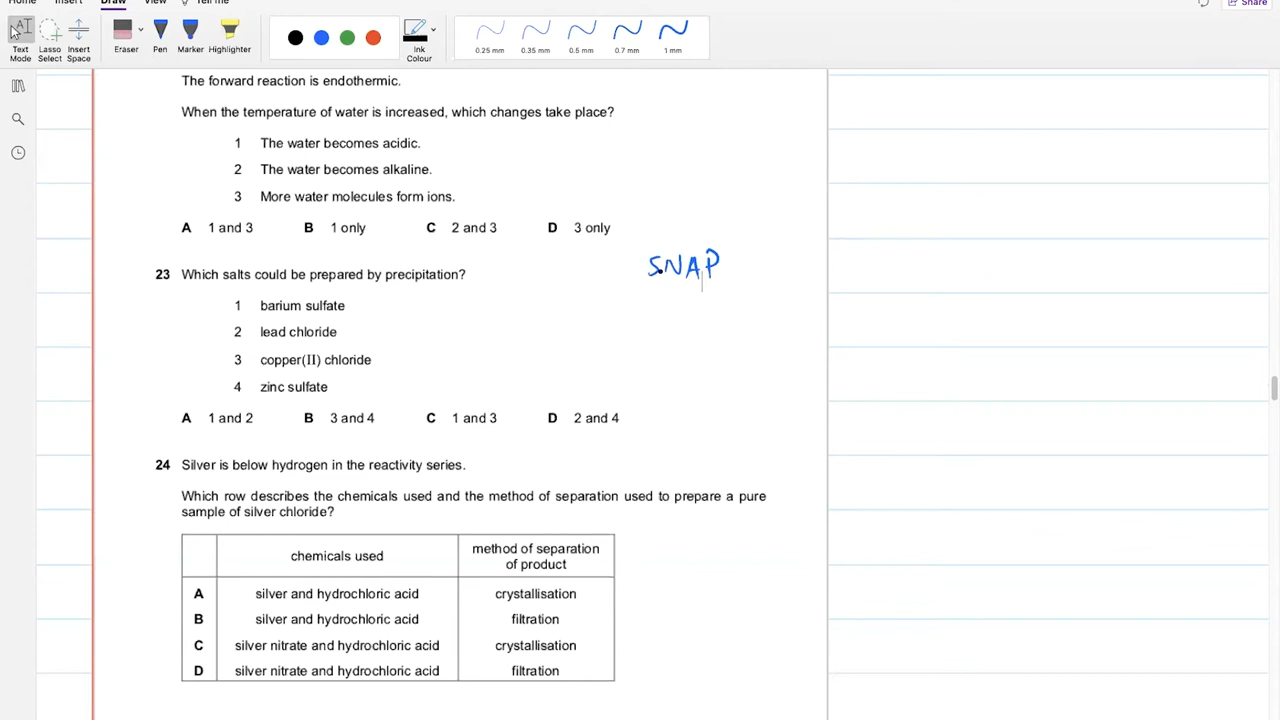 Home Insert Draw View Tell me
Share
Text Mode
Lasso Select
Insert Space
Eraser
Pen
Marker
Highlighter
Ink Colour
0.25 mm
0.35 mm
0.5 mm
0.7 mm
1 mm
The forward reaction is endothermic.
When the temperature of water is increased, which changes take place?
1 The water becomes acidic.
2 The water becomes alkaline.
3 More water molecules form ions.
A 1 and 3 B 1 only C 2 and 3 D 3 only
SNAP
23 Which salts could be prepared by precipitation?
1 barium sulfate
2 lead chloride
3 copper(II) chloride
4 zinc sulfate
A 1 and 2 B 3 and 4 C 1 and 3 D 2 and 4
24 Silver is below hydrogen in the reactivity series.
Which row describes the chemicals used and the method of separation used to prepare a pure
sample of silver chloride?
chemicals used method of separation of product
A silver and hydrochloric acid crystallisation
B silver and hydrochloric acid filtration
C silver nitrate and hydrochloric acid crystallisation
D silver nitrate and hydrochloric acid filtration